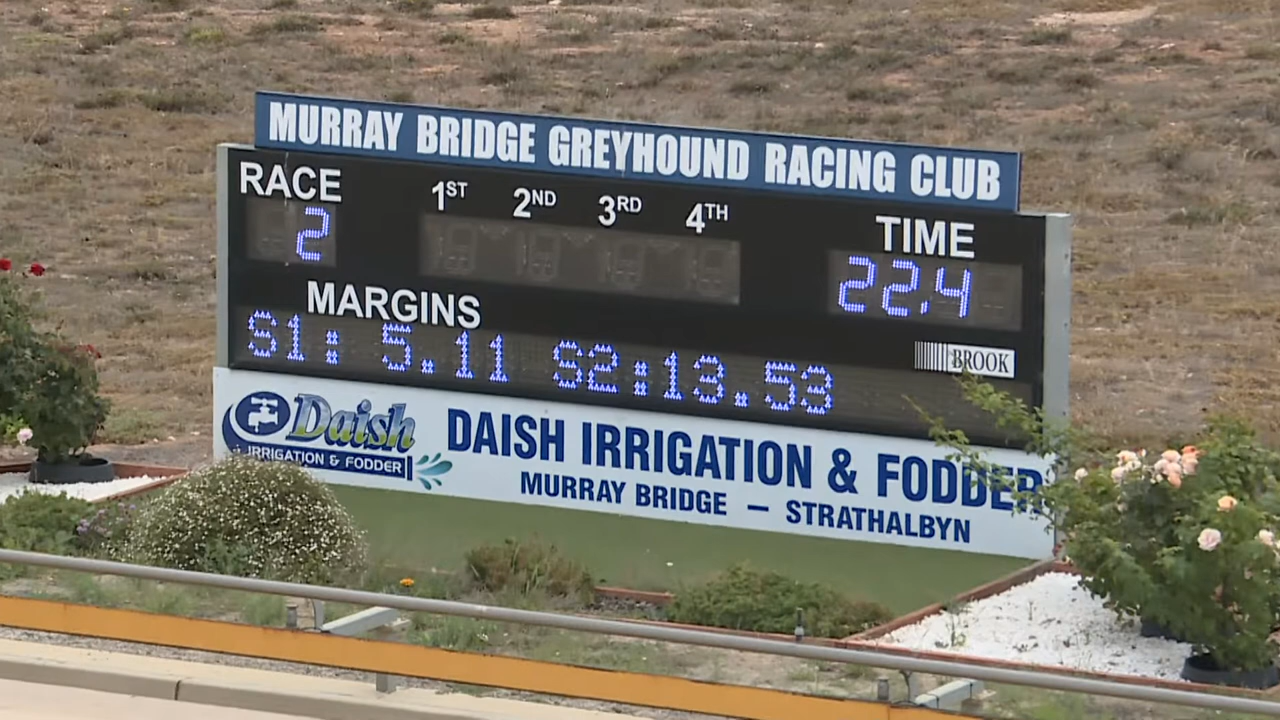 MURRAY BRIDGE GREYHOUND RACING CLUB
RACE 1ST 2ND 3RD 4TH TIME
2 22.4
MARGINS
S1: 5.11 S2:13.53
BROOK
Daish
IRRIGATION & FODDER
DAISH IRRIGATION & FODDER
MURRAY BRIDGE — STRATHALBYN